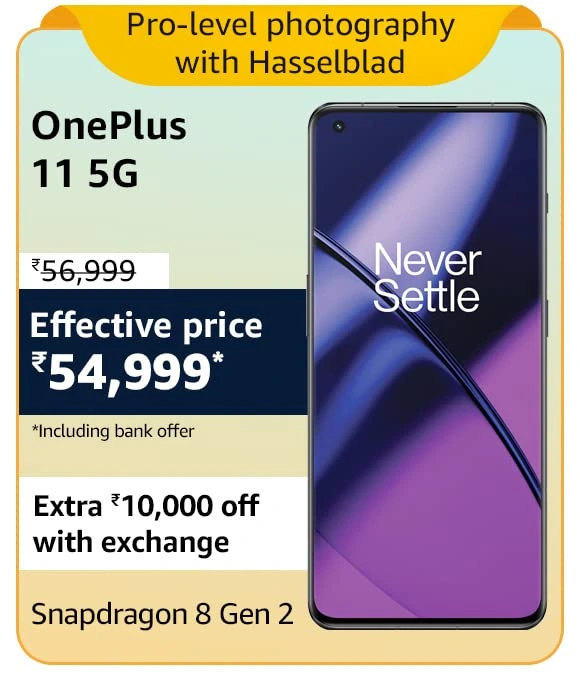 Pro-level photography
with Hasselblad
OnePlus
11 5G
₹56,999
Effective price
₹54,999*
*Including bank offer
Extra ₹10,000 off
with exchange
Snapdragon 8 Gen 2
Never
Settle